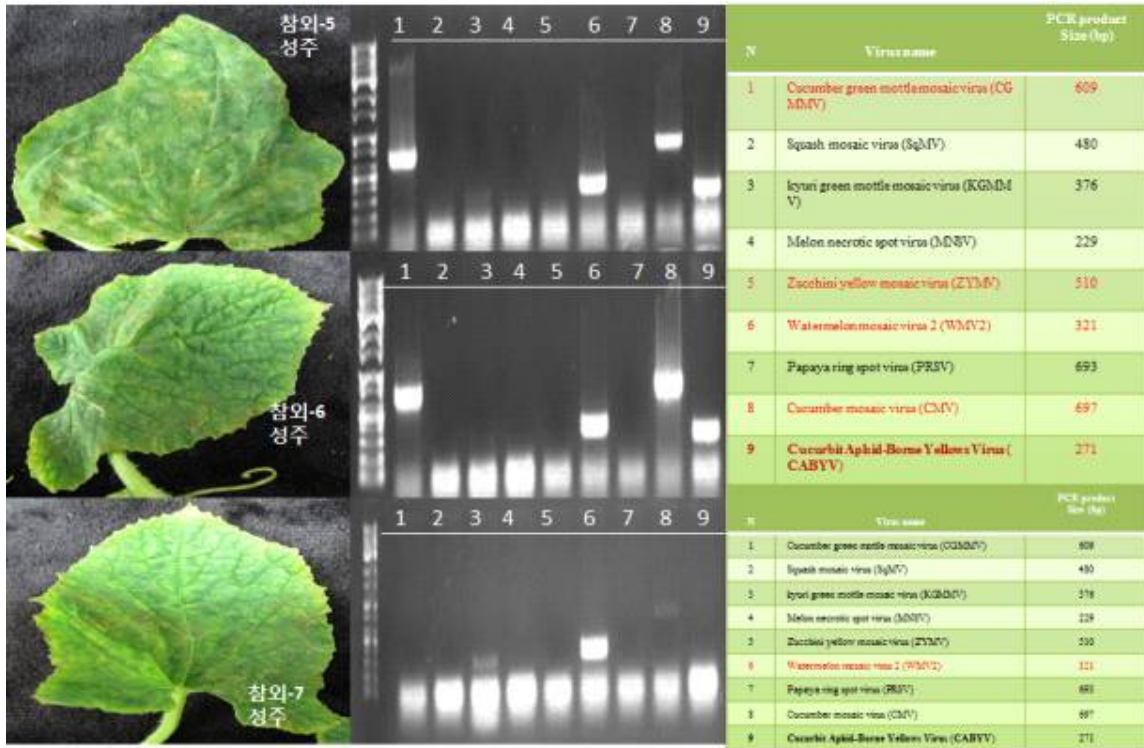 참외-5
성주
1 2 3 4 5 6 7 8 9
참외-6
성주
1 2 3 4 5 6 7 8 9
참외-7
성주
1 2 3 4 5 6 7 8 9
N Virus name PCR product
Size (bp)
1 Cucumber green mottle mosaic virus (CG
MMV) 609
2 Squash mosaic virus (SqMV) 480
3 kyuri green mottle mosaic virus (KGMM
V) 376
4 Melon necrotic spot virus (MNSV) 229
5 Zucchini yellow mosaic virus (ZYMV) 510
6 Watermelon mosaic virus 2 (WMV2) 321
7 Papaya ring spot virus (PRSV) 693
8 Cucumber mosaic virus (CMV) 697
9 Cucurbit Aphid-Borne Yellows Virus (
CABYV) 271
N Virus name PCR product
Size (bp)
1 Cucumber green mottle mosaic virus (CGMMV) 609
2 Squash mosaic virus (SqMV) 480
3 kyuri green mottle mosaic virus (KGMMV) 376
4 Melon necrotic spot virus (MNSV) 229
5 Zucchini yellow mosaic virus (ZYMV) 510
6 Watermelon mosaic virus 2 (WMV2) 321
7 Papaya ring spot virus (PRSV) 693
8 Cucumber mosaic virus (CMV) 697
9 Cucurbit Aphid-Borne Yellows Virus (CABYV) 271